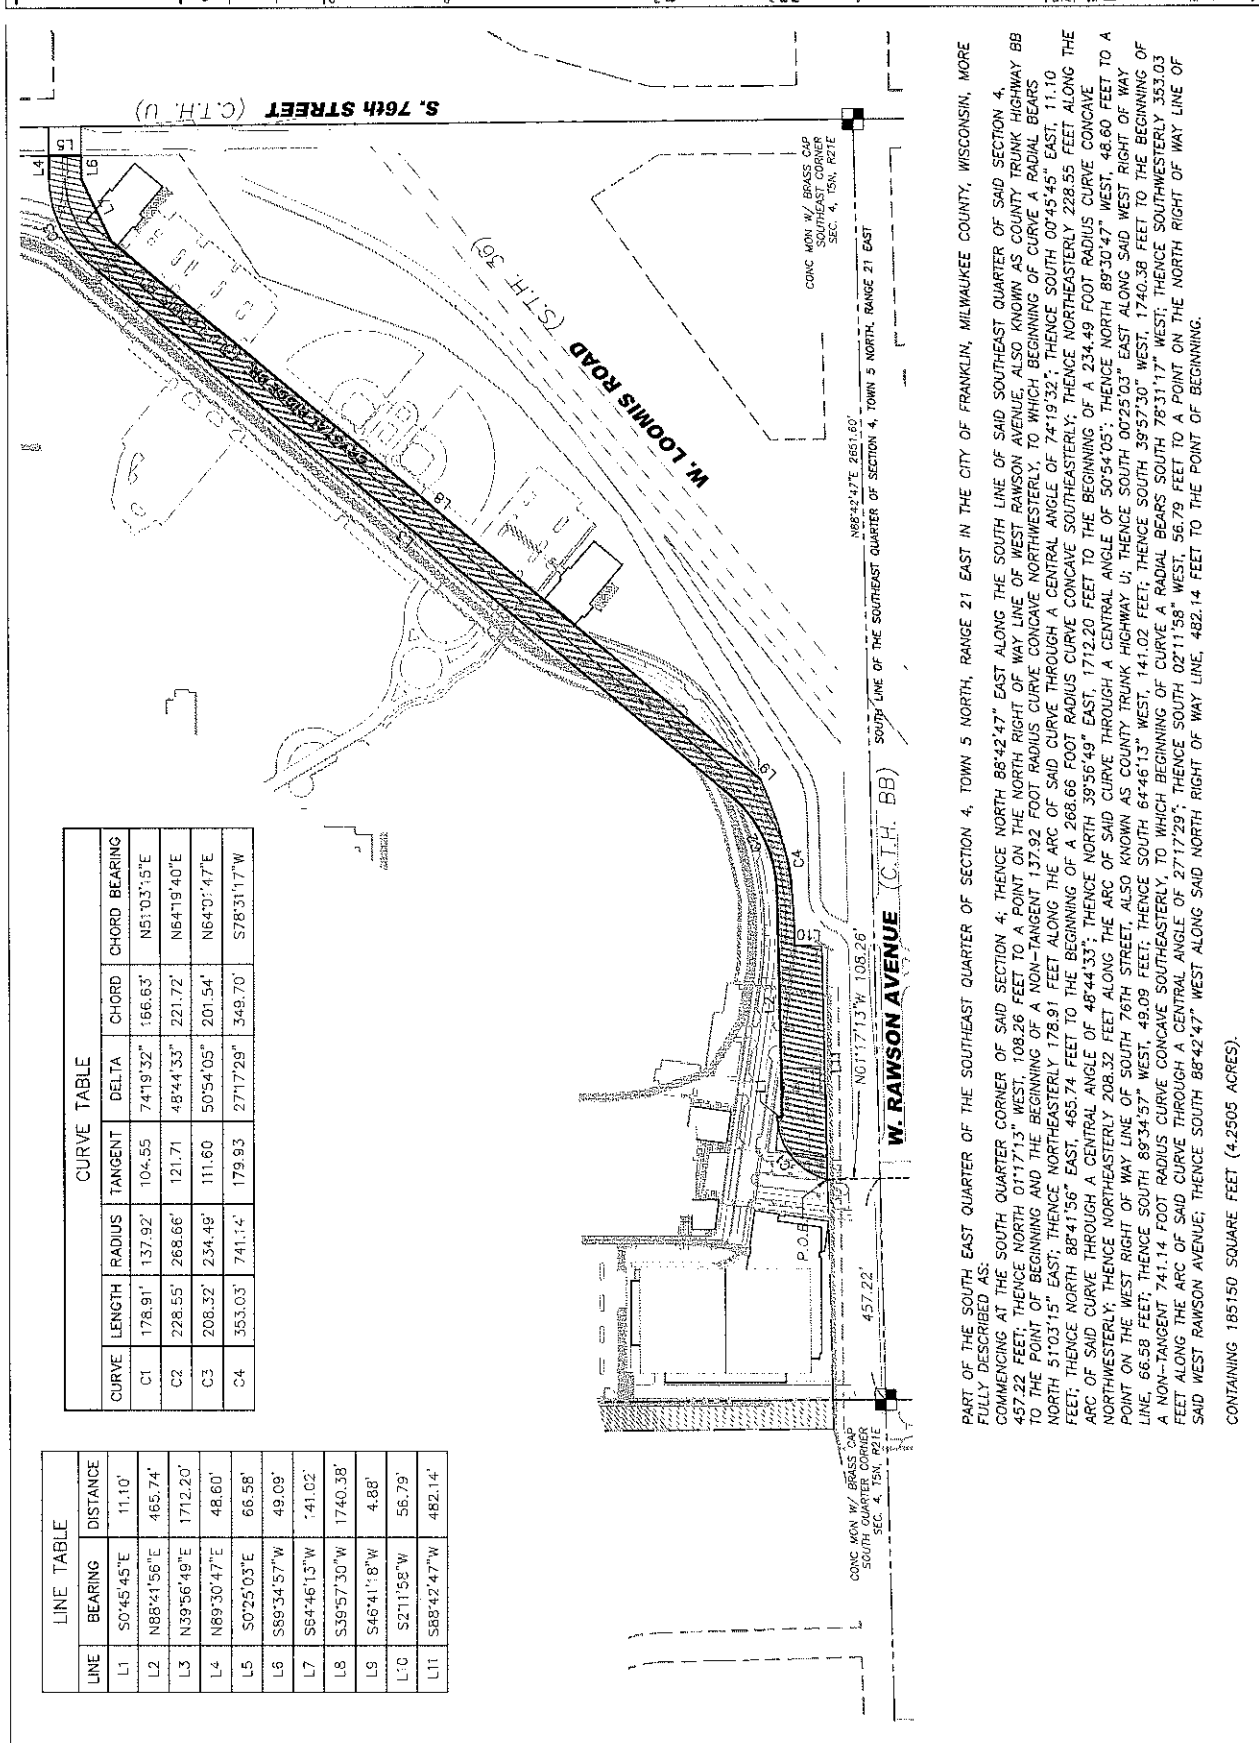 LINE TABLE
LINE BEARING DISTANCE
L1 S0°45'45"E 11.10'
L2 N88°41'56"E 465.74'
L3 N39°56'49"E 1712.20'
L4 N89°30'47"E 48.60'
L5 S0°25'03"E 66.58'
L6 S89°34'57"W 49.09'
L7 S64°46'13"W 141.02'
L8 S39°57'30"W 1740.38'
L9 S46°41'18"W 4.88'
L10 S2°11'58"W 56.79'
L11 S88°42'47"W 482.14'
CURVE TABLE
CURVE LENGTH RADIUS TANGENT DELTA CHORD CHORD BEARING
C1 178.91' 137.92' 104.55 74°19'32" 166.63' N51°03'15"E
C2 228.55' 268.66' 121.71 48°44'33" 221.72' N64°19'40"E
C3 208.32' 234.49' 111.60 50°54'05" 201.54' N64°01'47"E
C4 353.03' 741.14' 179.93 27°17'29" 349.70' S78°31'17"W
S. 76th STREET (C.T.H. U)
L4
L5
L6
L7
C3
CRYSTAL RIDGE DR.
L3
L8
W. LOOMIS ROAD
(S.T.H. 36)
L9
C2
C4
L10
L2
L11
C1
P.O.B.
N01°17'13"W 108.26'
457.22'
W. RAWSON AVENUE (C.T.H. BB)
N88°42'47"E 2651.60'
SOUTH LINE OF THE SOUTHEAST QUARTER OF SECTION 4, TOWN 5 NORTH, RANGE 21 EAST
CONC MON W/ BRASS CAP
SOUTHEAST CORNER
SEC. 4, T5N, R21E
CONC MON W/ BRASS CAP
SOUTH QUARTER CORNER
SEC. 4, T5N, R21E
PART OF THE SOUTH EAST QUARTER OF THE SOUTHEAST QUARTER OF SECTION 4, TOWN 5 NORTH, RANGE 21 EAST IN THE CITY OF FRANKLIN, MILWAUKEE COUNTY, WISCONSIN, MORE
FULLY DESCRIBED AS:
COMMENCING AT THE SOUTH QUARTER CORNER OF SAID SECTION 4; THENCE NORTH 88°42'47" EAST ALONG THE SOUTH LINE OF SAID SOUTHEAST QUARTER OF SAID SECTION 4,
457.22 FEET; THENCE NORTH 01°17'13" WEST, 108.26 FEET TO A POINT ON THE NORTH RIGHT OF WAY LINE OF WEST RAWSON AVENUE, ALSO KNOWN AS COUNTY TRUNK HIGHWAY BB
TO THE POINT OF BEGINNING AND THE BEGINNING OF A NON-TANGENT 137.92 FOOT RADIUS CURVE CONCAVE NORTHWESTERLY, TO WHICH BEGINNING OF CURVE A RADIAL BEARS
NORTH 51°03'15" EAST; THENCE NORTHEASTERLY 178.91 FEET ALONG THE ARC OF SAID CURVE THROUGH A CENTRAL ANGLE OF 74°19'32"; THENCE SOUTH 00°45'45" EAST, 11.10
FEET; THENCE NORTH 88°41'56" EAST, 465.74 FEET TO THE BEGINNING OF A 268.66 FOOT RADIUS CURVE CONCAVE SOUTHEASTERLY; THENCE NORTHEASTERLY 228.55 FEET ALONG THE
ARC OF SAID CURVE THROUGH A CENTRAL ANGLE OF 48°44'33"; THENCE NORTH 39°56'49" EAST, 1712.20 FEET TO THE BEGINNING OF A 234.49 FOOT RADIUS CURVE CONCAVE
NORTHWESTERLY; THENCE NORTHEASTERLY 208.32 FEET ALONG THE ARC OF SAID CURVE THROUGH A CENTRAL ANGLE OF 50°54'05"; THENCE NORTH 89°30'47" WEST, 48.60 FEET TO A
POINT ON THE WEST RIGHT OF WAY LINE OF SOUTH 76TH STREET, ALSO KNOWN AS COUNTY TRUNK HIGHWAY U; THENCE SOUTH 00°25'03" EAST ALONG SAID WEST RIGHT OF WAY
LINE, 66.58 FEET; THENCE SOUTH 89°34'57" WEST, 49.09 FEET; THENCE SOUTH 64°46'13" WEST, 141.02 FEET; THENCE SOUTH 39°57'30" WEST, 1740.38 FEET TO THE BEGINNING OF
A NON-TANGENT 741.14 FOOT RADIUS CURVE CONCAVE SOUTHEASTERLY, TO WHICH BEGINNING OF CURVE A RADIAL BEARS SOUTH 78°31'17" WEST; THENCE SOUTHWESTERLY 353.03
FEET ALONG THE ARC OF SAID CURVE THROUGH A CENTRAL ANGLE OF 27°17'29"; THENCE SOUTH 02°11'58" WEST, 56.79 FEET TO A POINT ON THE NORTH RIGHT OF WAY LINE OF
SAID WEST RAWSON AVENUE; THENCE SOUTH 88°42'47" WEST ALONG SAID NORTH RIGHT OF WAY LINE, 482.14 FEET TO THE POINT OF BEGINNING.
CONTAINING 185150 SQUARE FEET (4.2505 ACRES).